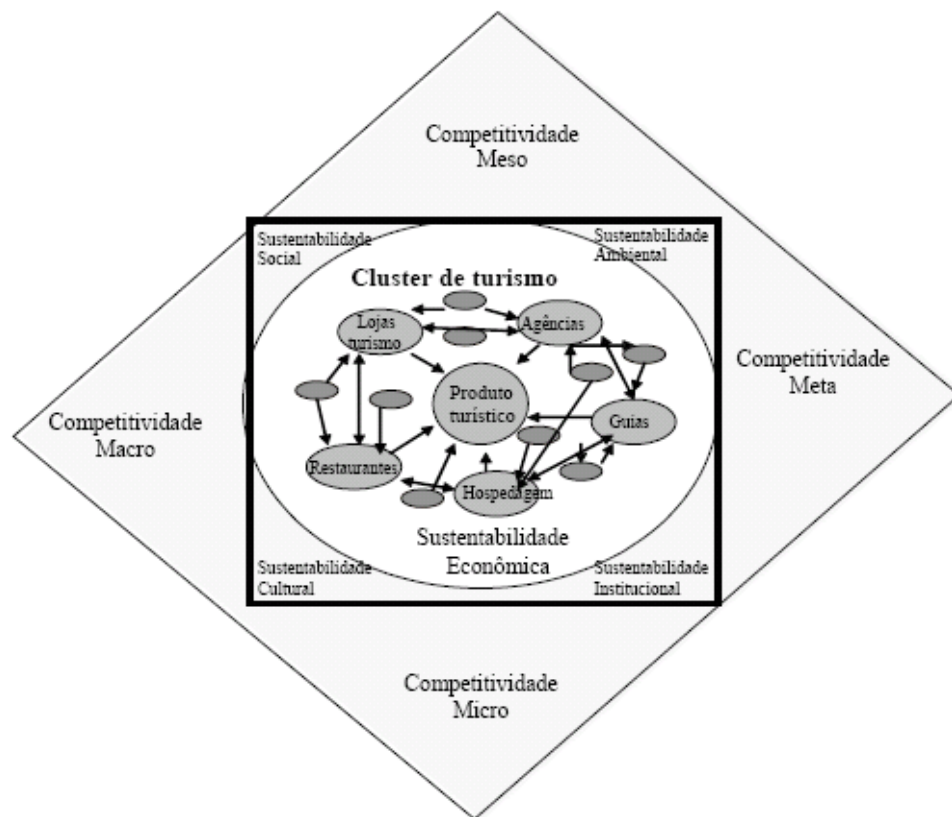 Competitividade
Meso
Sustentabilidade
Social
Sustentabilidade
Ambiental
Cluster de turismo
Lojas
turismo
Agências
Competitividade
Meta
Produto
turístico
Competitividade
Macro
Guias
Restaurantes
Hospedagem
Sustentabilidade
Econômica
Sustentabilidade
Cultural
Sustentabilidade
Institucional
Competitividade
Micro